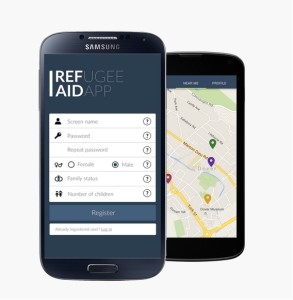 SAMSUNG
REFUGEE
AIDAPP
Screen name
Password
Repeat password
Female
Male
Family status
Number of children
Register
Already registered user? Log in
NEAR ME
PROFILE